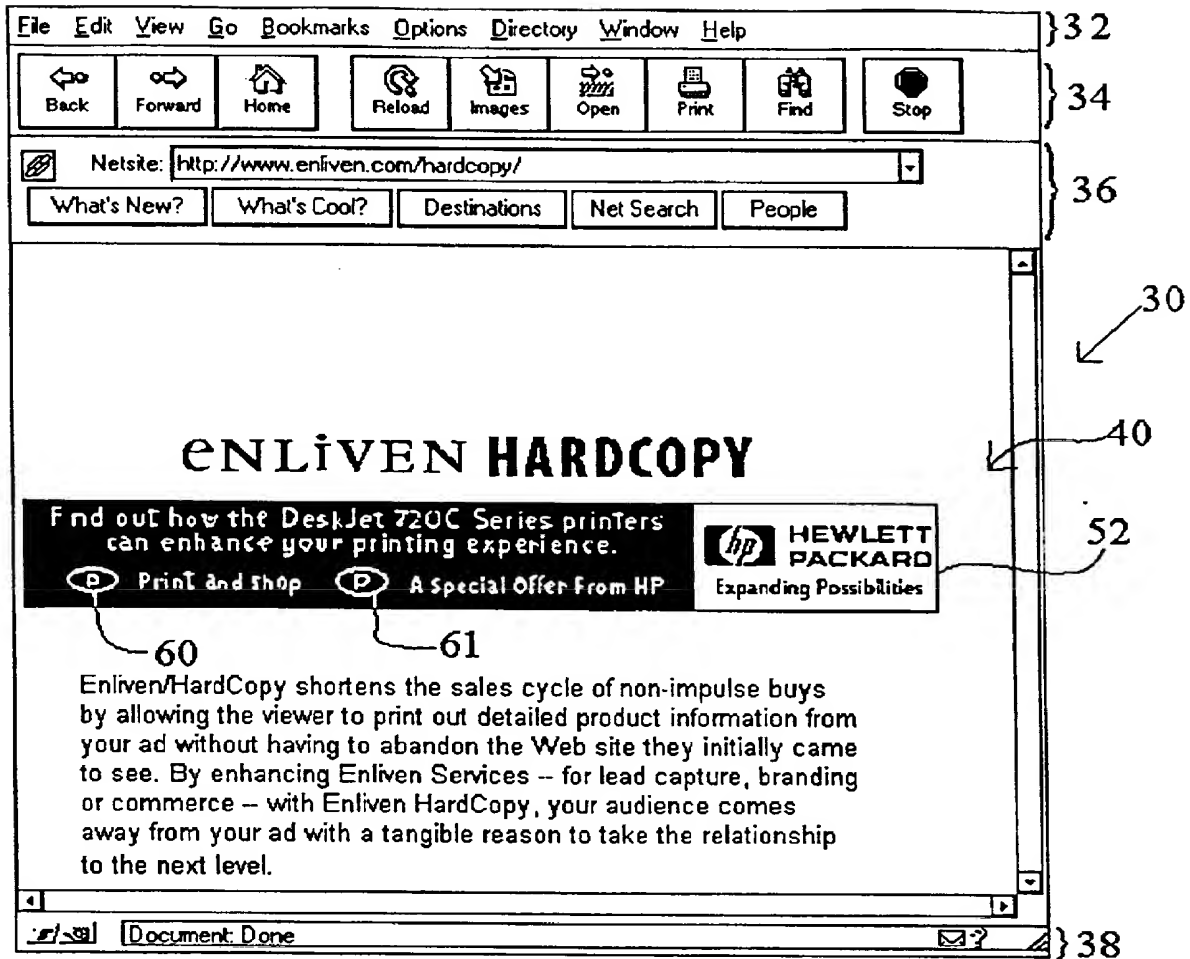 File Edit View Go Bookmarks Options Directory Window Help }32
Back Forward Home Reload Images Open Print Find Stop }34
Netsite: http://www.enliven.com/hardcopy/
What's New? What's Cool? Destinations Net Search People }36
30
eNLiVEN HARDCOPY
40
F nd out how the DeskJet 720C Series printers
can enhance your printing experience.
P Print and Shop P A Special Offer From HP
hp HEWLETT
PACKARD
Expanding Possibilities
52
60 61
Enliven/HardCopy shortens the sales cycle of non-impulse buys
by allowing the viewer to print out detailed product information from
your ad without having to abandon the Web site they initially came
to see. By enhancing Enliven Services -- for lead capture, branding
or commerce -- with Enliven HardCopy, your audience comes
away from your ad with a tangible reason to take the relationship
to the next level.
Document: Done ? }38